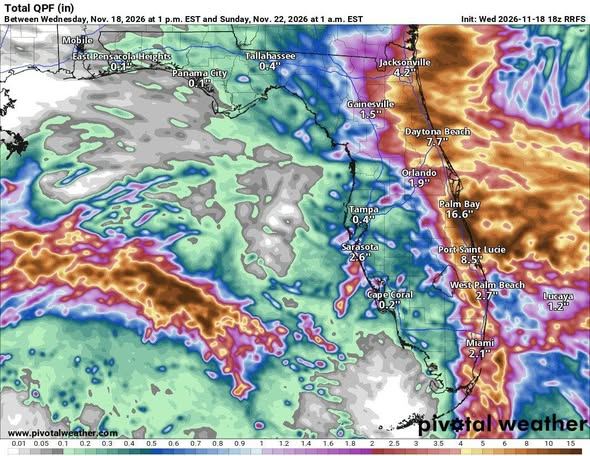 Total QPF (in)
Between Wednesday, Nov. 18, 2026 at 1 p.m. EST and Sunday, Nov. 22, 2026 at 1 a.m. EST
Init: Wed 2026-11-18 18z RRFS
Mobile
East Pensacola Heights
0.1"
Panama City
0.1"
Tallahassee
0.4"
Jacksonville
4.2"
Gainesville
1.5"
Daytona Beach
7.7"
Orlando
1.9"
Palm Bay
16.6"
Tampa
0.4"
Sarasota
2.6"
Port Saint Lucie
8.5"
West Palm Beach
2.7"
Lucaya
1.2"
Cape Coral
0.2"
Miami
2.1"
www.pivotalweather.com
pivotal weather
0.01 0.05 0.1 0.2 0.3 0.4 0.5 0.6 0.7 0.8 0.9 1 1.2 1.4 1.6 1.8 2 2.5 3 3.5 4 5 6 7 8 9 10 15